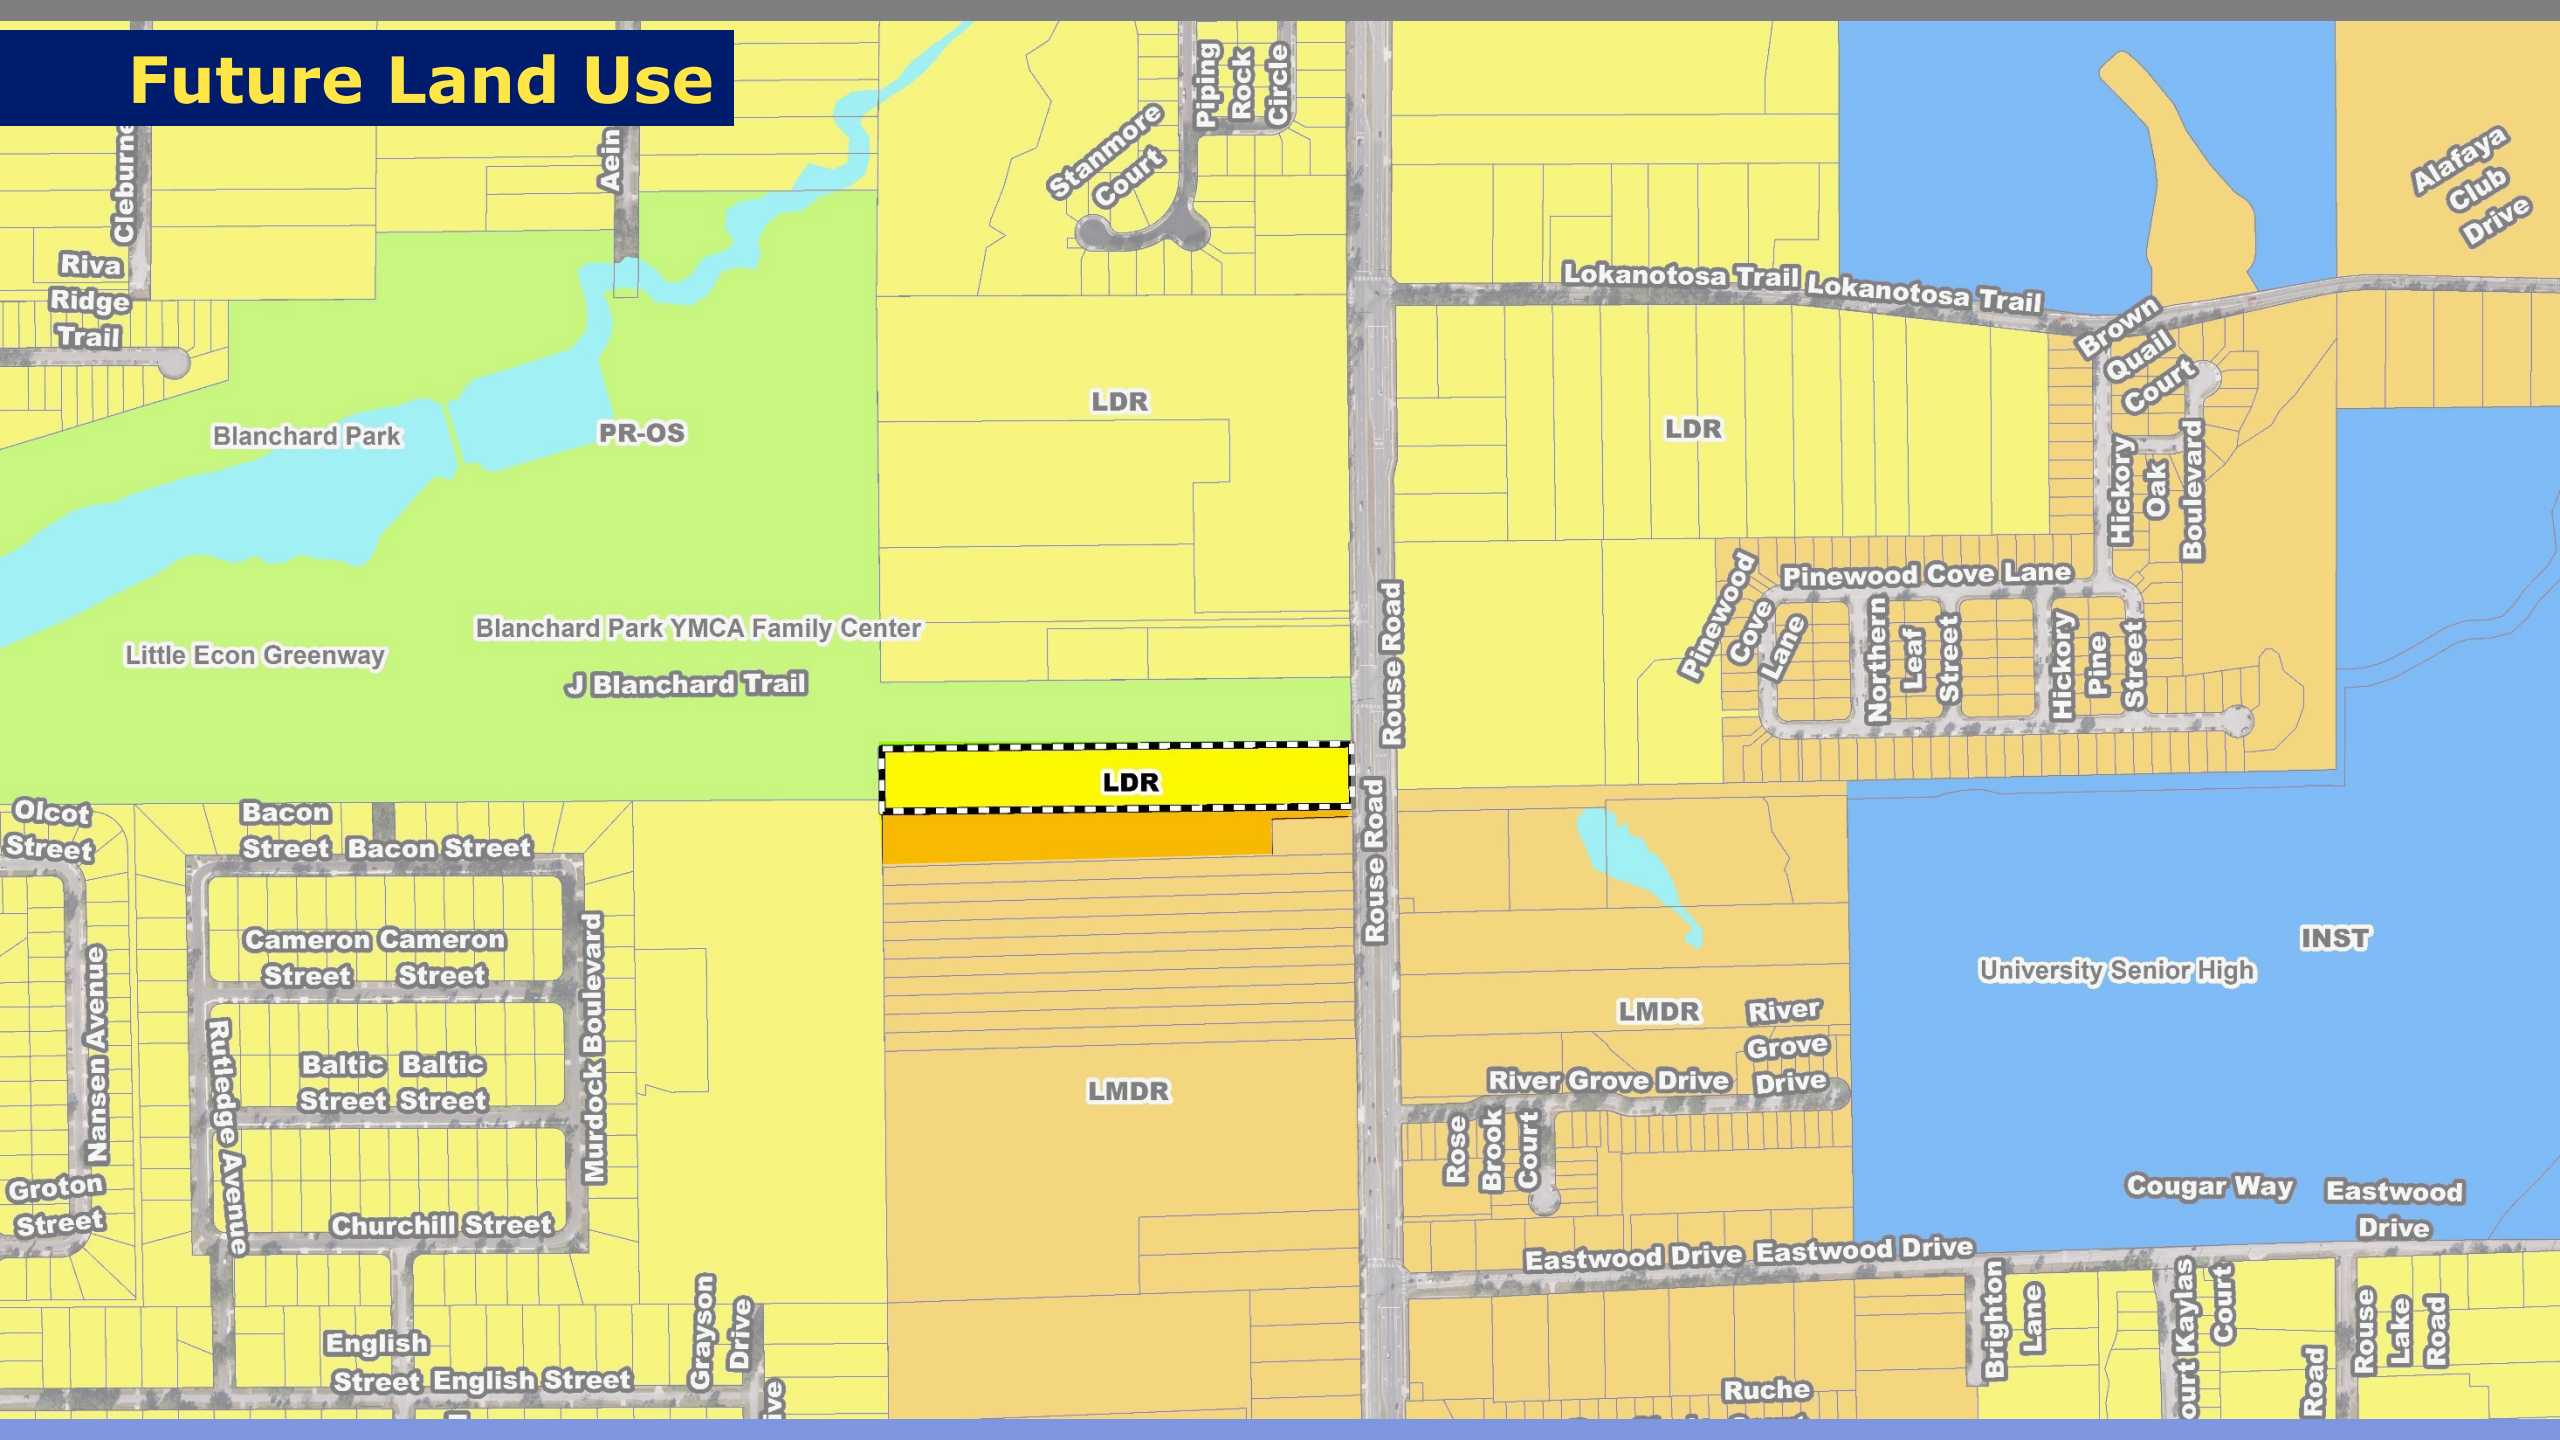 Future Land Use
Cleburne
Aein
Piping
Rock
Circle
Stanmore
Court
Alafaya
Club
Drive
Riva
Ridge
Trail
Lokanotosa Trail
Lokanotosa Trail
Brown
Quail
Court
LDR
LDR
Blanchard Park
PR-OS
Hickory
Oak
Boulevard
Pinewood Cove Lane
Pinewood
Cove
Lane
Northern
Leaf
Street
Hickory
Pine
Street
Blanchard Park YMCA Family Center
Little Econ Greenway
J Blanchard Trail
Rouse Road
LDR
Rouse Road
Olcot
Street
Bacon
Street
Bacon Street
Cameron
Street
Cameron
Street
Nansen Avenue
Murdock Boulevard
Rutledge Avenue
Baltic
Street
Baltic
Street
INST
University Senior High
LMDR
River
Grove
Drive
River Grove Drive
LMDR
Rose
Brook
Court
Groton
Street
Churchill Street
Cougar Way
Eastwood
Drive
Eastwood Drive
Eastwood Drive
Grayson
Drive
English
Street
English Street
Brighton
Lane
ourt Kaylas
Court
Rouse
Lake
Road
Road
Ruche
ive